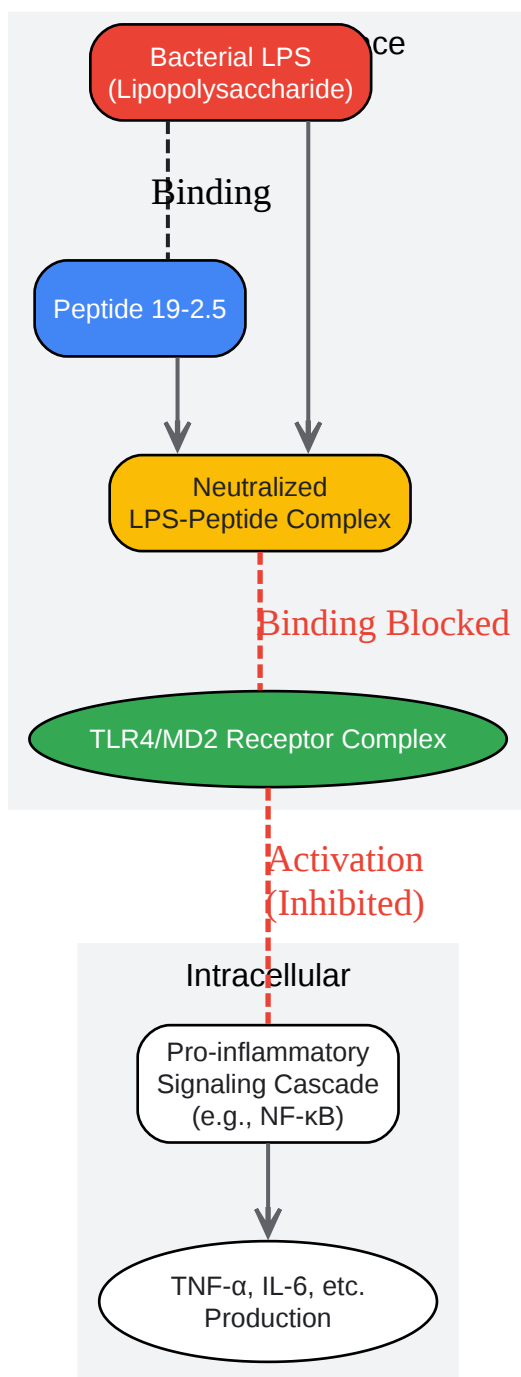 Bacterial LPS
(Lipopolysaccharide)
Binding
Peptide 19-2.5
Neutralized
LPS-Peptide Complex
Binding Blocked
TLR4/MD2 Receptor Complex
Activation
(Inhibited)
Intracellular
Pro-inflammatory
Signaling Cascade
(e.g., NF-κB)
TNF-α, IL-6, etc.
Production